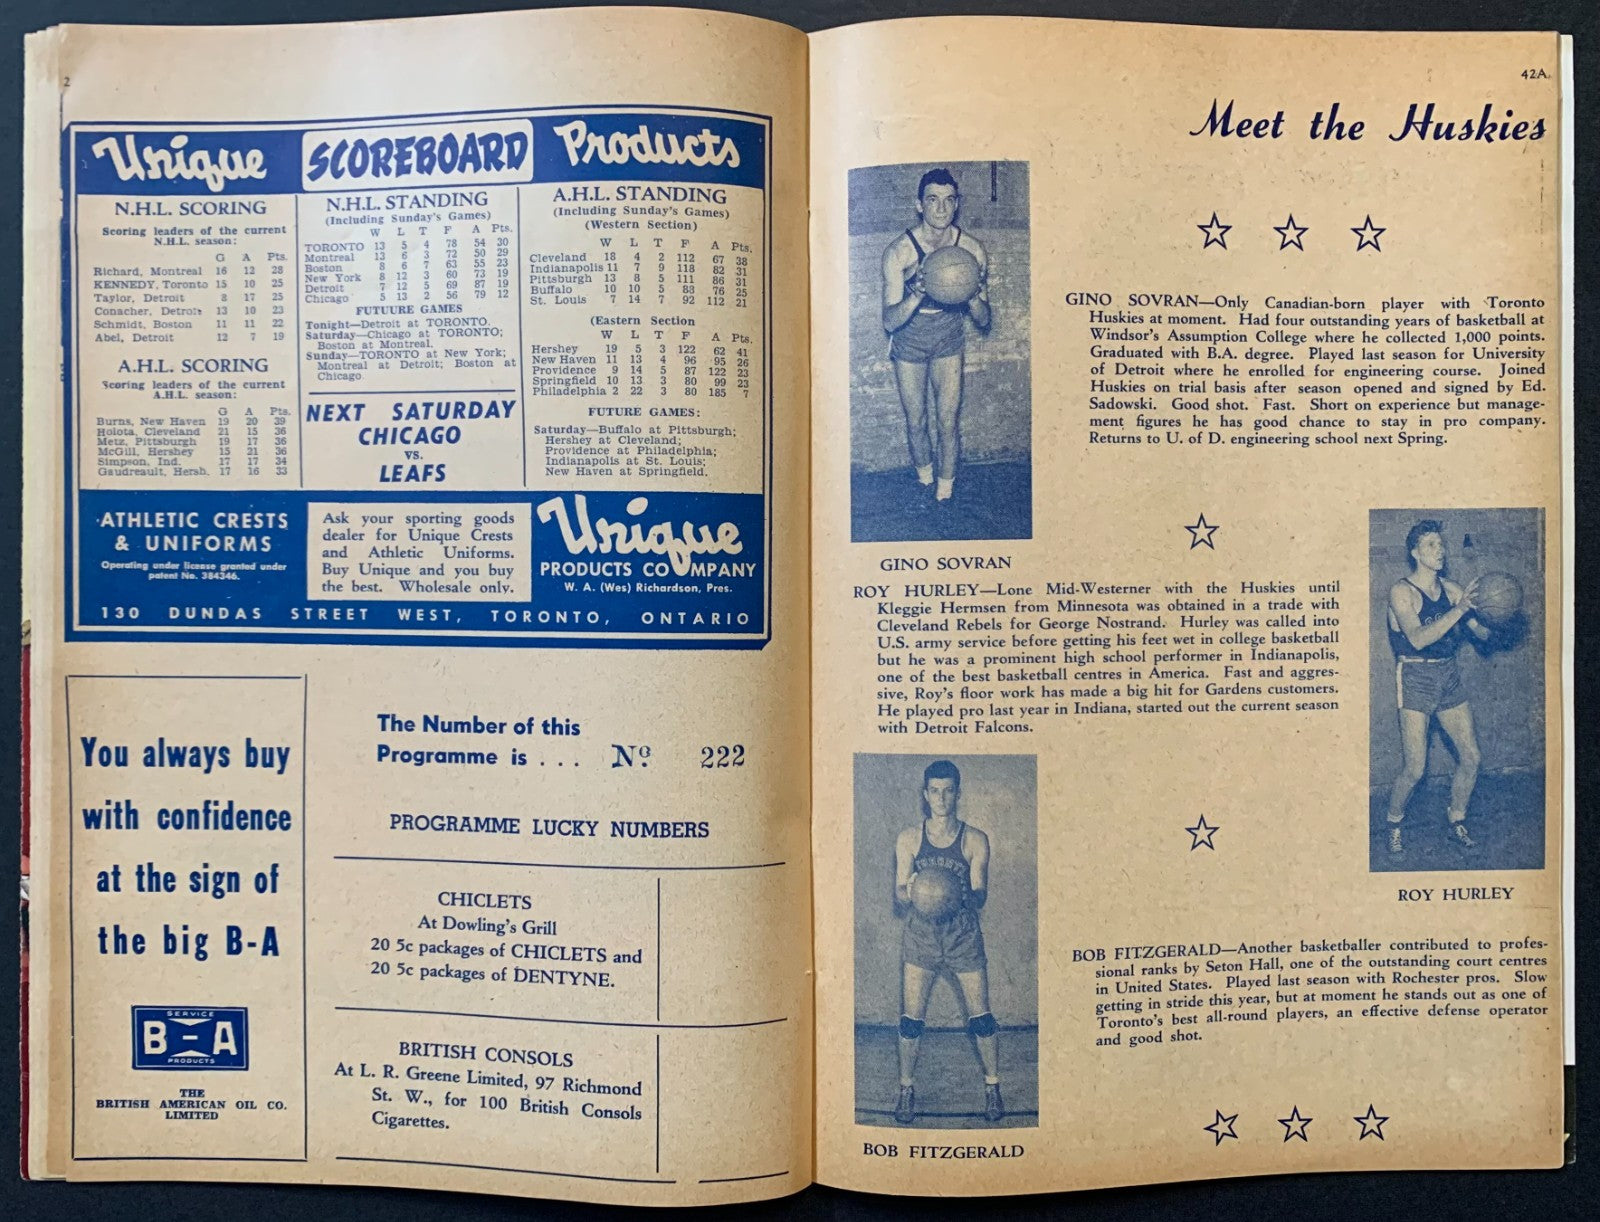 2
Unique SCOREBOARD Products
N.H.L. SCORING
Scoring leaders of the current
N.H.L. season:
G A Pts.
Richard, Montreal 16 12 28
KENNEDY, Toronto 15 10 25
Taylor, Detroit 8 17 25
Conacher, Detroit 13 10 23
Schmidt, Boston 11 11 22
Abel, Detroit 12 7 19
A.H.L. SCORING
Scoring leaders of the current
A.H.L. season:
G A Pts.
Burns, New Haven 19 20 39
Holota, Cleveland 21 15 36
Metz, Pittsburgh 19 17 36
McGill, Hershey 15 21 36
Simpson, Ind. 17 17 34
Gaudreault, Hersh. 17 16 33
N.H.L. STANDING
(Including Sunday's Games)
W L T F A Pts.
TORONTO 13 5 4 78 54 30
Montreal 13 6 3 72 50 29
Boston 8 6 7 63 55 23
New York 8 12 3 60 73 19
Detroit 7 12 5 69 87 19
Chicago 5 13 2 56 79 12
FUTUURE GAMES
Tonight—Detroit at TORONTO.
Saturday—Chicago at TORONTO;
Boston at Montreal.
Sunday—TORONTO at New York;
Montreal at Detroit; Boston at
Chicago.
NEXT SATURDAY
CHICAGO
vs.
LEAFS
A.H.L. STANDING
(Including Sunday's Games)
(Western Section)
W L T F A Pts.
Cleveland 18 4 2 112 67 38
Indianapolis 11 7 9 118 82 31
Pittsburgh 13 8 5 111 86 31
Buffalo 10 10 5 88 76 25
St. Louis 7 14 7 92 112 21
(Eastern Section
W L T F A Pts.
Hershey 19 5 3 122 62 41
New Haven 11 13 4 96 95 26
Providence 9 14 5 87 122 23
Springfield 10 13 3 80 99 23
Philadelphia 2 22 3 80 185 7
FUTURE GAMES:
Saturday—Buffalo at Pittsburgh;
Hershey at Cleveland;
Providence at Philadelphia;
Indianapolis at St. Louis;
New Haven at Springfield.
ATHLETIC CRESTS
& UNIFORMS
Operating under license granted under
patent No. 384346.
Ask your sporting goods
dealer for Unique Crests
and Athletic Uniforms.
Buy Unique and you buy
the best. Wholesale only.
Unique
PRODUCTS COMPANY
W. A. (Wes) Richardson, Pres.
130 DUNDAS STREET WEST, TORONTO, ONTARIO
You always buy
with confidence
at the sign of
the big B-A
SERVICE
B-A
PRODUCTS
THE
BRITISH AMERICAN OIL CO.
LIMITED
The Number of this
Programme is . . . Nº 222
PROGRAMME LUCKY NUMBERS
CHICLETS
At Dowling's Grill
20 5c packages of CHICLETS and
20 5c packages of DENTYNE.
BRITISH CONSOLS
At L. R. Greene Limited, 97 Richmond
St. W., for 100 British Consols
Cigarettes.
42A
Meet the Huskies
GINO SOVRAN—Only Canadian-born player with Toronto
Huskies at moment. Had four outstanding years of basketball at
Windsor's Assumption College where he collected 1,000 points.
Graduated with B.A. degree. Played last season for University
of Detroit where he enrolled for engineering course. Joined
Huskies on trial basis after season opened and signed by Ed.
Sadowski. Good shot. Fast. Short on experience but manage-
ment figures he has good chance to stay in pro company.
Returns to U. of D. engineering school next Spring.
GINO SOVRAN
ROY HURLEY—Lone Mid-Westerner with the Huskies until
Kleggie Hermsen from Minnesota was obtained in a trade with
Cleveland Rebels for George Nostrand. Hurley was called into
U.S. army service before getting his feet wet in college basketball
but he was a prominent high school performer in Indianapolis,
one of the best basketball centres in America. Fast and aggres-
sive, Roy's floor work has made a big hit for Gardens customers.
He played pro last year in Indiana, started out the current season
with Detroit Falcons.
ROY HURLEY
TORONTO
BOB FITZGERALD—Another basketballer contributed to profes-
sional ranks by Seton Hall, one of the outstanding court centres
in United States. Played last season with Rochester pros. Slow
getting in stride this year, but at moment he stands out as one of
Toronto's best all-round players, an effective defense operator
and good shot.
BOB FITZGERALD